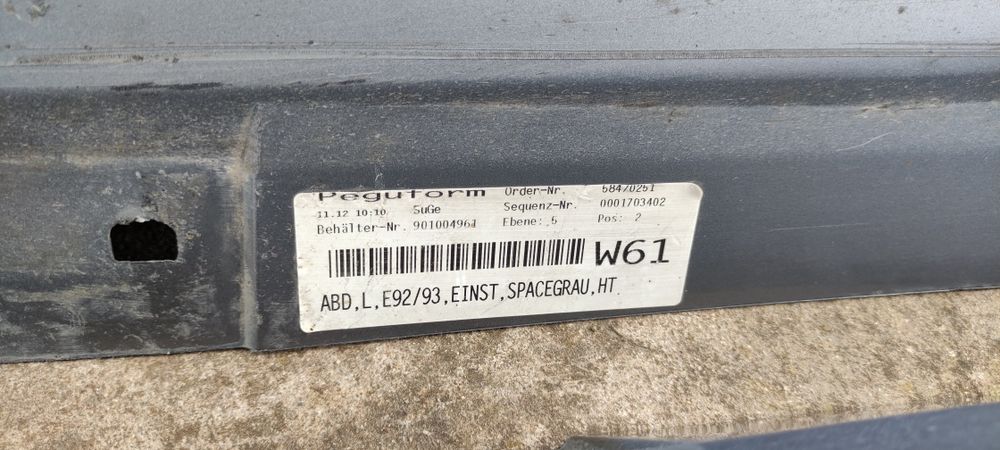 Peguform Order-Nr. 58470251
11.12 10:10 SuGe Sequenz-Nr. 0001703402
Behälter-Nr. 901004961 Ebene: 5 Pos: 2
W61
ABD,L,E92/93,EINST,SPACEGRAU,HT